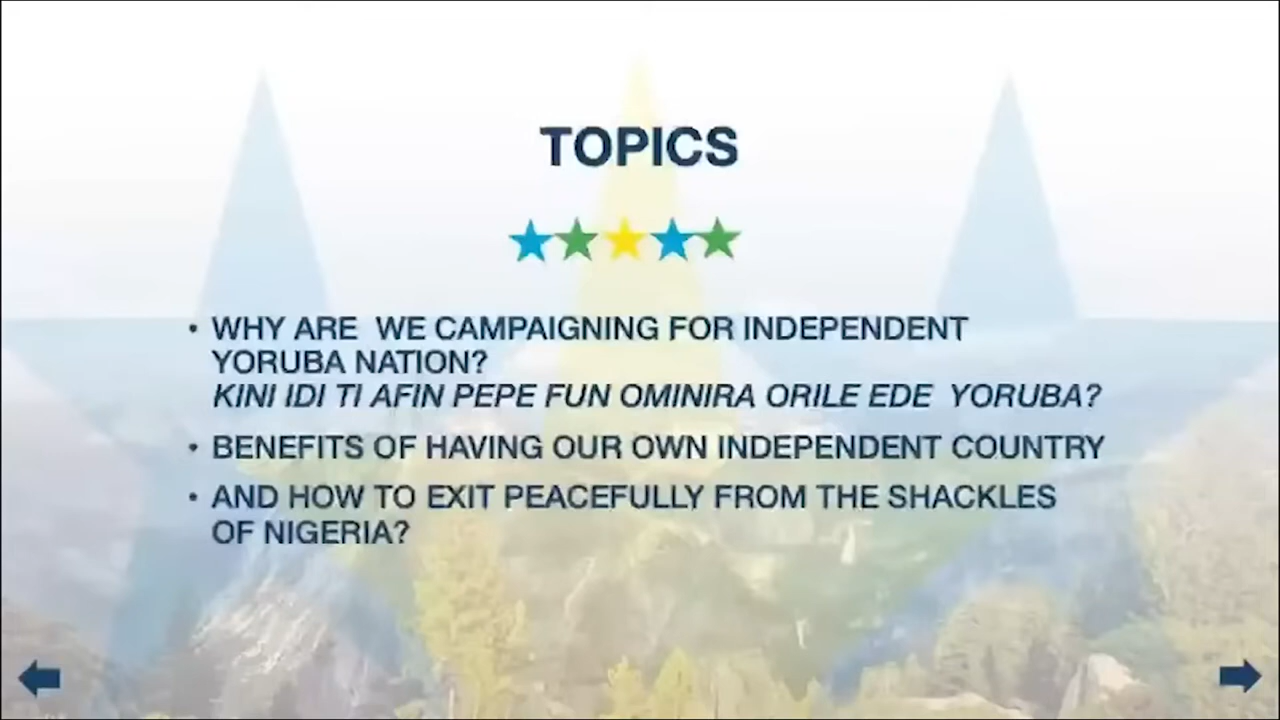 TOPICS
• WHY ARE WE CAMPAIGNING FOR INDEPENDENT
YORUBA NATION?
KINI IDI TI AFIN PEPE FUN OMINIRA ORILE EDE YORUBA?
• BENEFITS OF HAVING OUR OWN INDEPENDENT COUNTRY
• AND HOW TO EXIT PEACEFULLY FROM THE SHACKLES
OF NIGERIA?